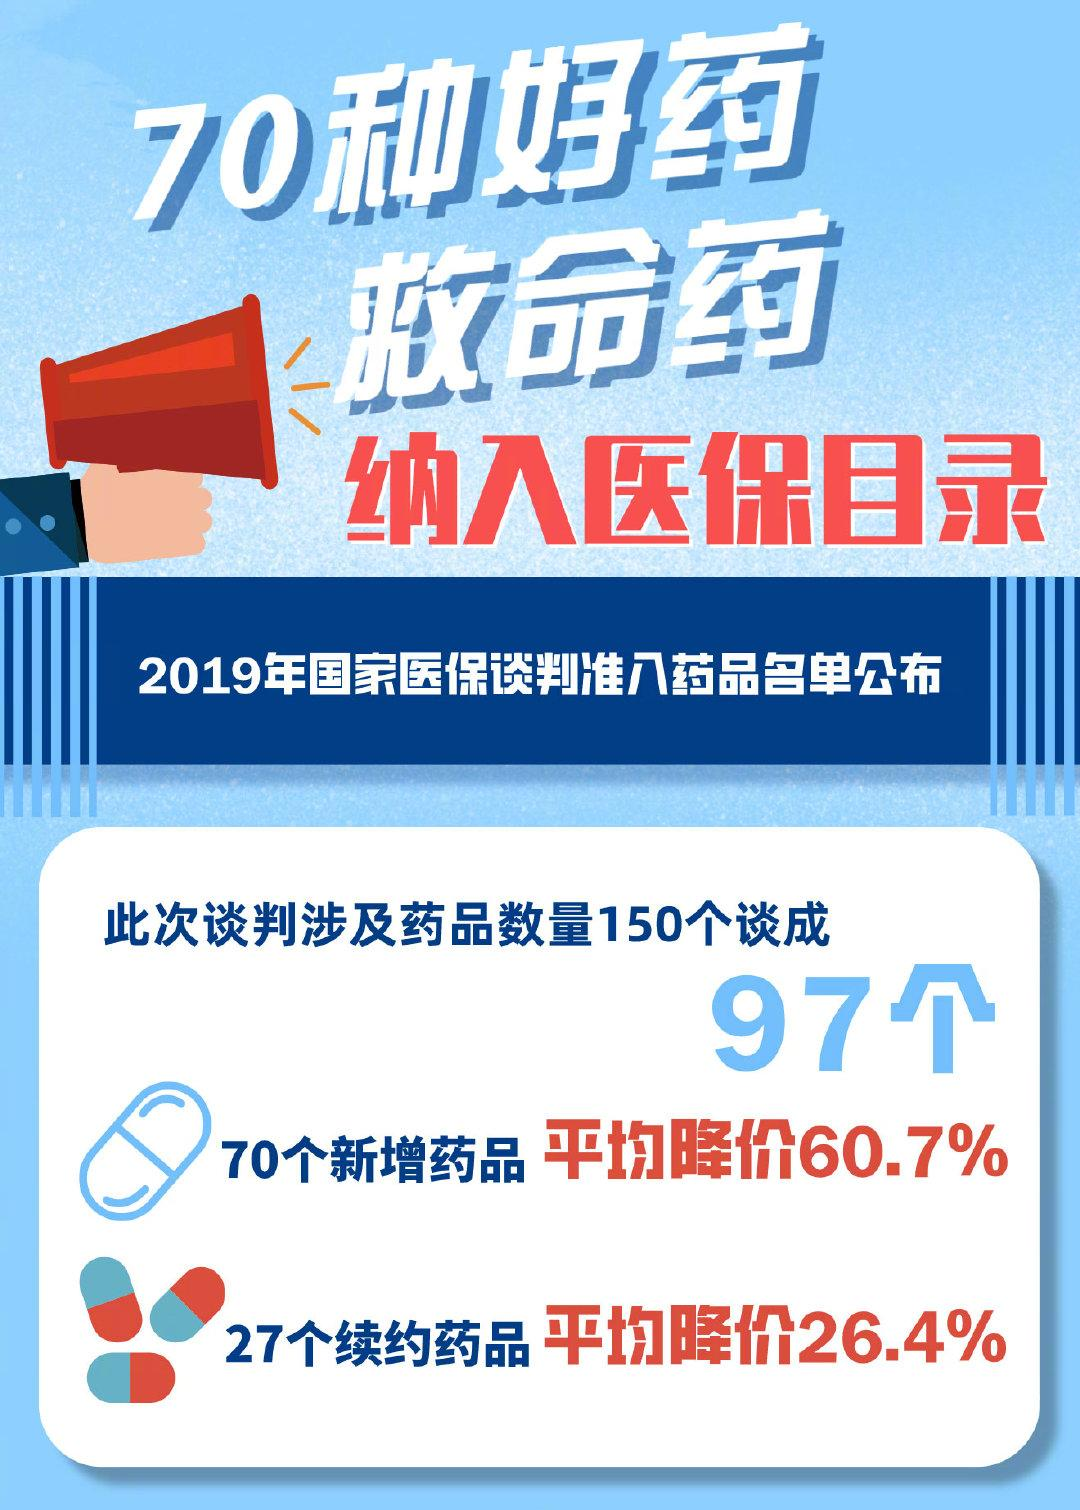 70种好药
救命药
纳入医保目录
2019年国家医保谈判准入药品名单公布
此次谈判涉及药品数量150个谈成
97个
70个新增药品 平均降价60.7%
27个续约药品 平均降价26.4%